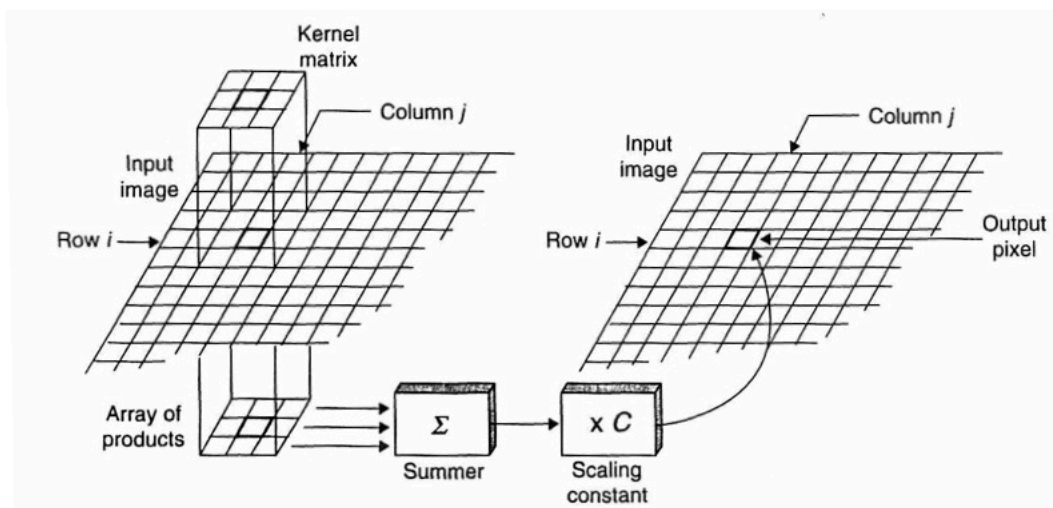 Kernel
matrix
Column j
Input
image
Row i
Array of
products
Σ
Summer
x C
Scaling
constant
Column j
Input
image
Row i
Output
pixel